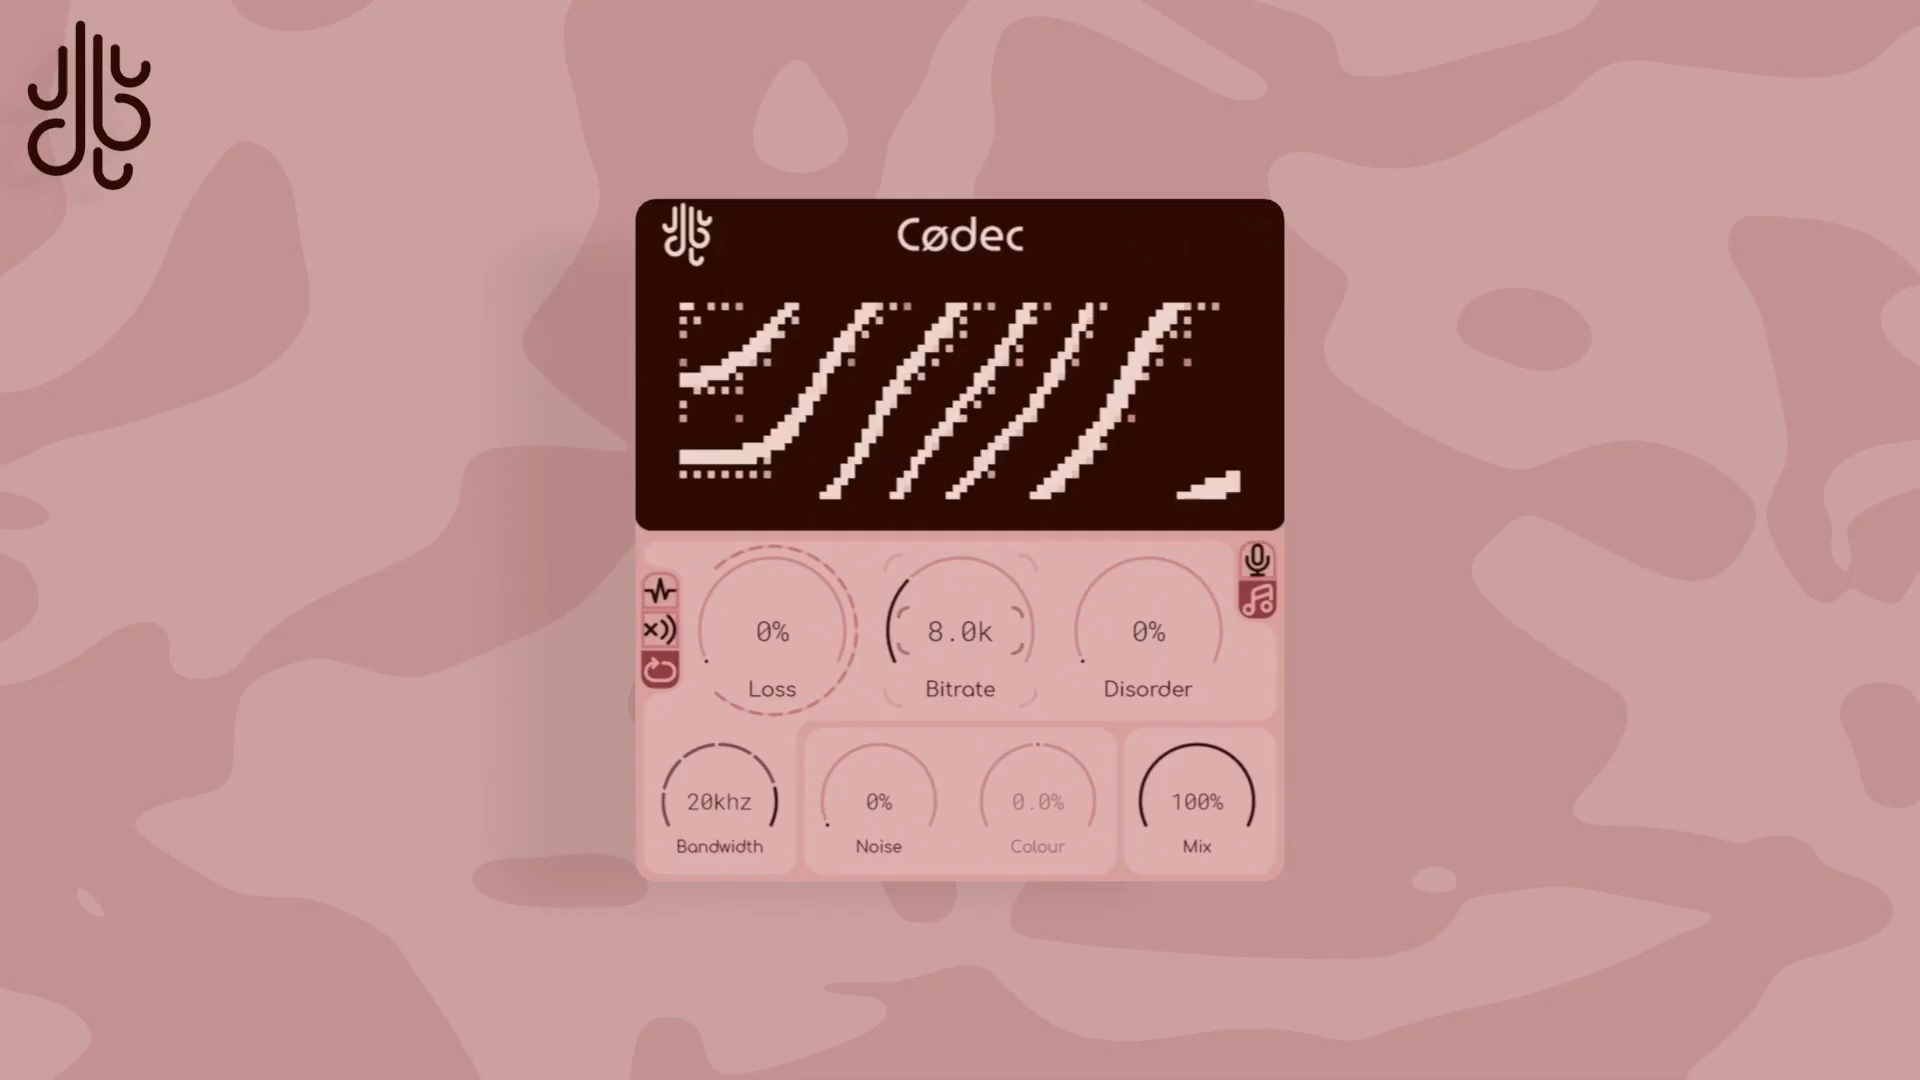 Cødec
0%
Loss
8.0k
Bitrate
0%
Disorder
20khz
Bandwidth
0%
Noise
0.0%
Colour
100%
Mix